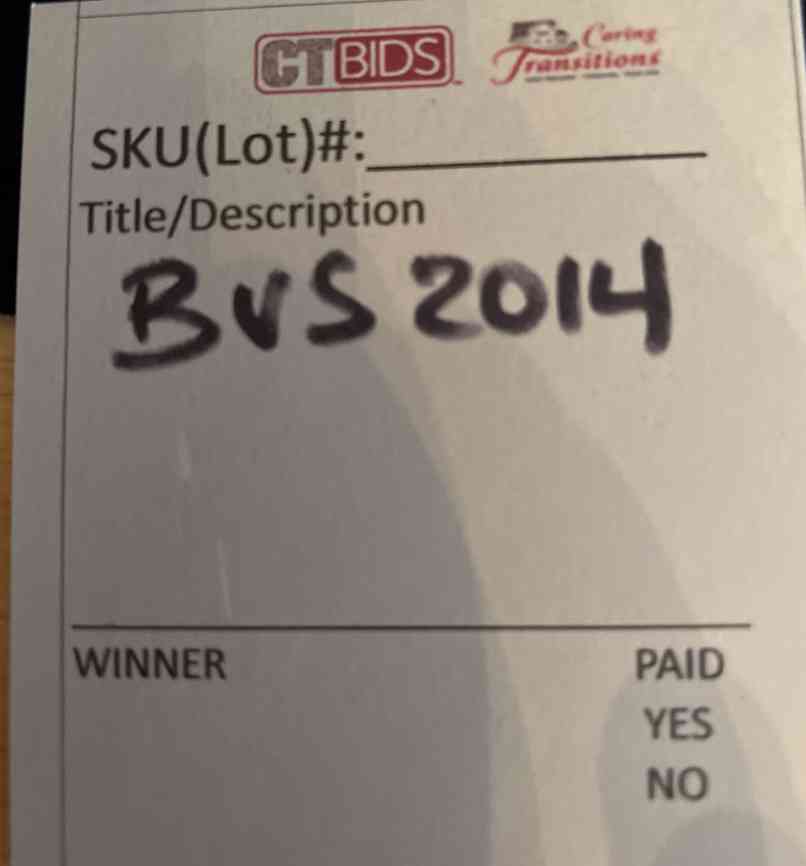 CTBIDS
Caring
Transitions
SKU(Lot)#:
Title/Description
BVS 2014
WINNER
PAID
YES
NO